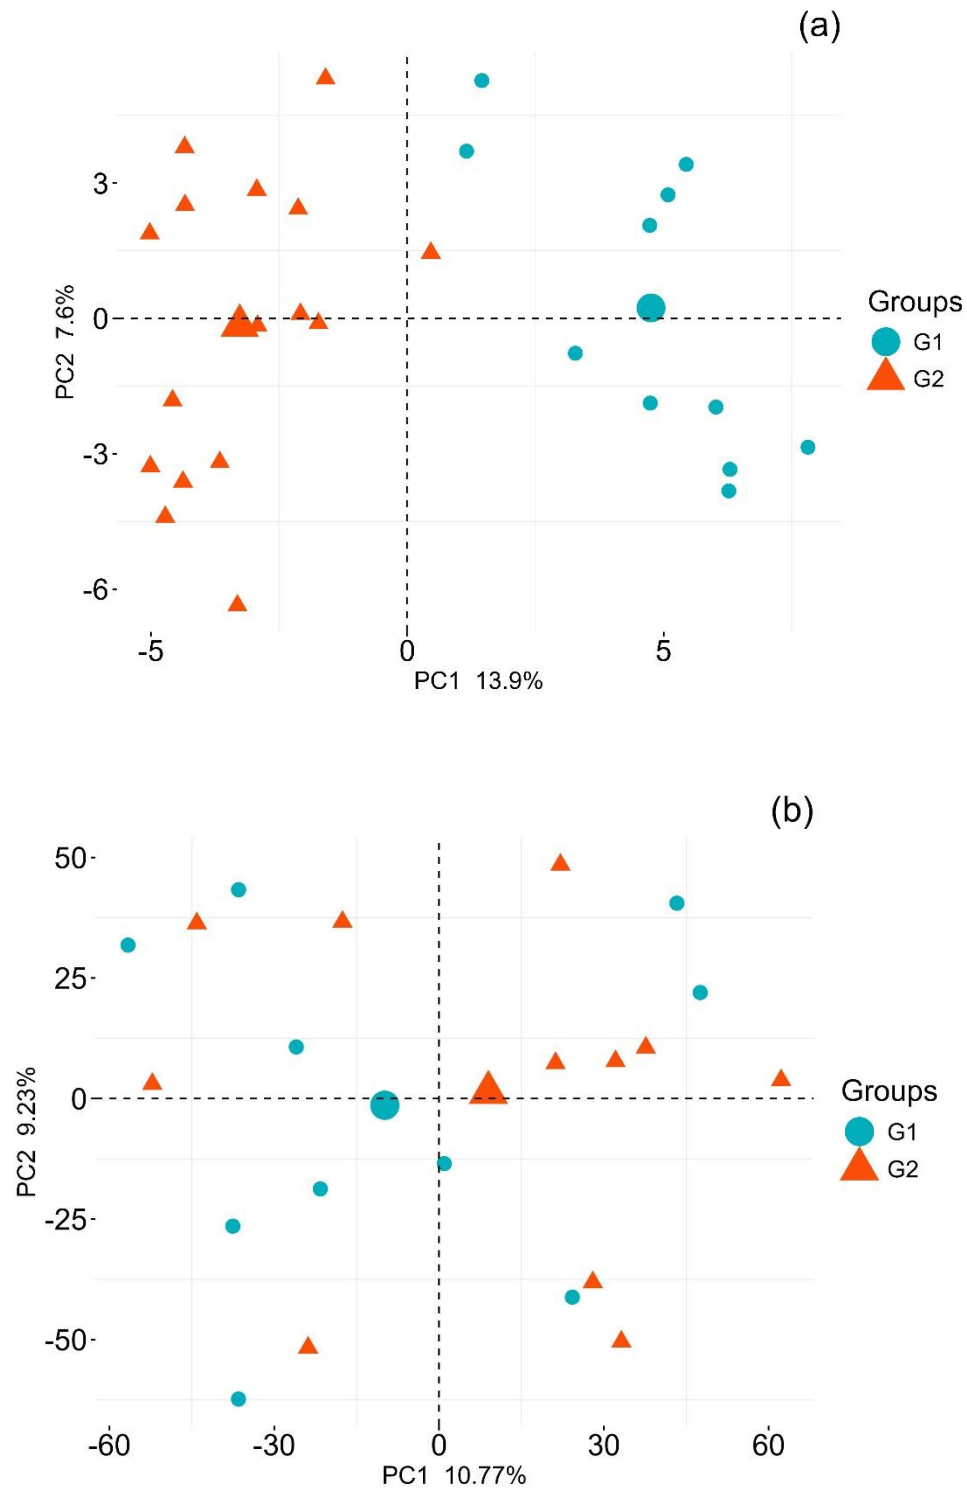 (a)
3
0
-3
-6
PC2 7.6%
-5 0 5
PC1 13.9%
Groups
G1
G2
(b)
50
25
0
-25
-50
PC2 9.23%
-60 -30 0 30 60
PC1 10.77%
Groups
G1
G2